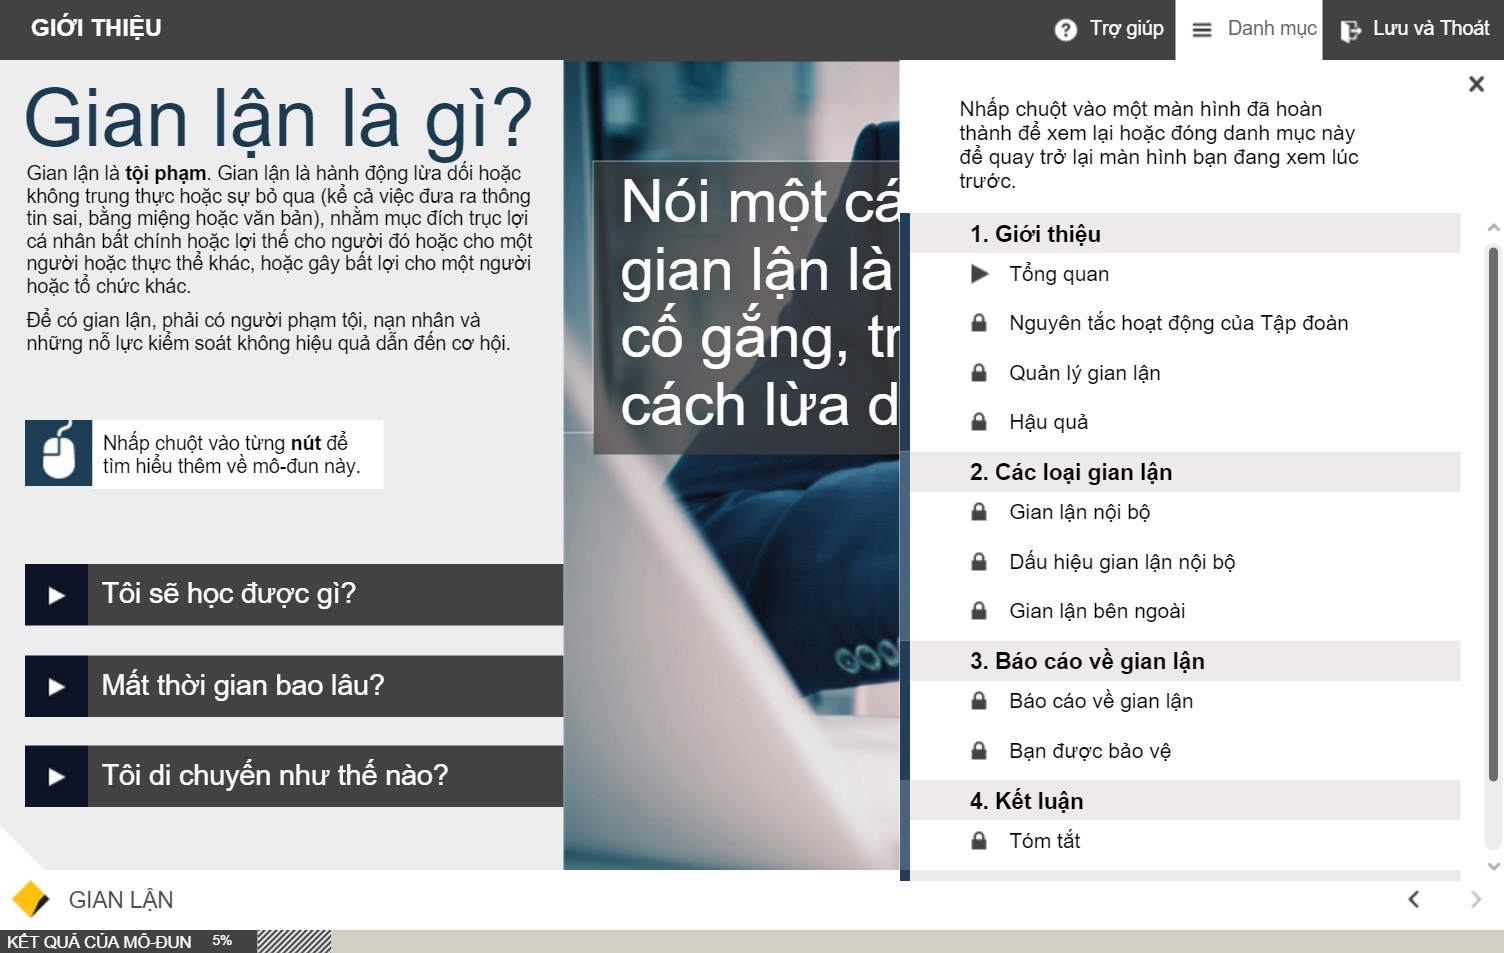 GIỚI THIỆU
Trợ giúp
Danh mục
Lưu và Thoát
Gian lận là gì?
Gian lận là tội phạm. Gian lận là hành động lừa dối hoặc
không trung thực hoặc sự bỏ qua (kể cả việc đưa ra thông
tin sai, bằng miệng hoặc văn bản), nhằm mục đích trục lợi
cá nhân bất chính hoặc lợi thế cho người đó hoặc cho một
người hoặc thực thể khác, hoặc gây bất lợi cho một người
hoặc tổ chức khác.
Để có gian lận, phải có người phạm tội, nạn nhân và
những nỗ lực kiểm soát không hiệu quả dẫn đến cơ hội.
Nhấp chuột vào từng nút để
tìm hiểu thêm về mô-đun này.
Tôi sẽ học được gì?
Mất thời gian bao lâu?
Tôi di chuyển như thế nào?
Nói một cá
gian lận là
cố gắng, tr
cách lừa d
Nhấp chuột vào một màn hình đã hoàn
thành để xem lại hoặc đóng danh mục này
để quay trở lại màn hình bạn đang xem lúc
trước.
1. Giới thiệu
Tổng quan
Nguyên tắc hoạt động của Tập đoàn
Quản lý gian lận
Hậu quả
2. Các loại gian lận
Gian lận nội bộ
Dấu hiệu gian lận nội bộ
Gian lận bên ngoài
3. Báo cáo về gian lận
Báo cáo về gian lận
Bạn được bảo vệ
4. Kết luận
Tóm tắt
GIAN LẬN
KẾT QUẢ CỦA MÔ-ĐUN 5%